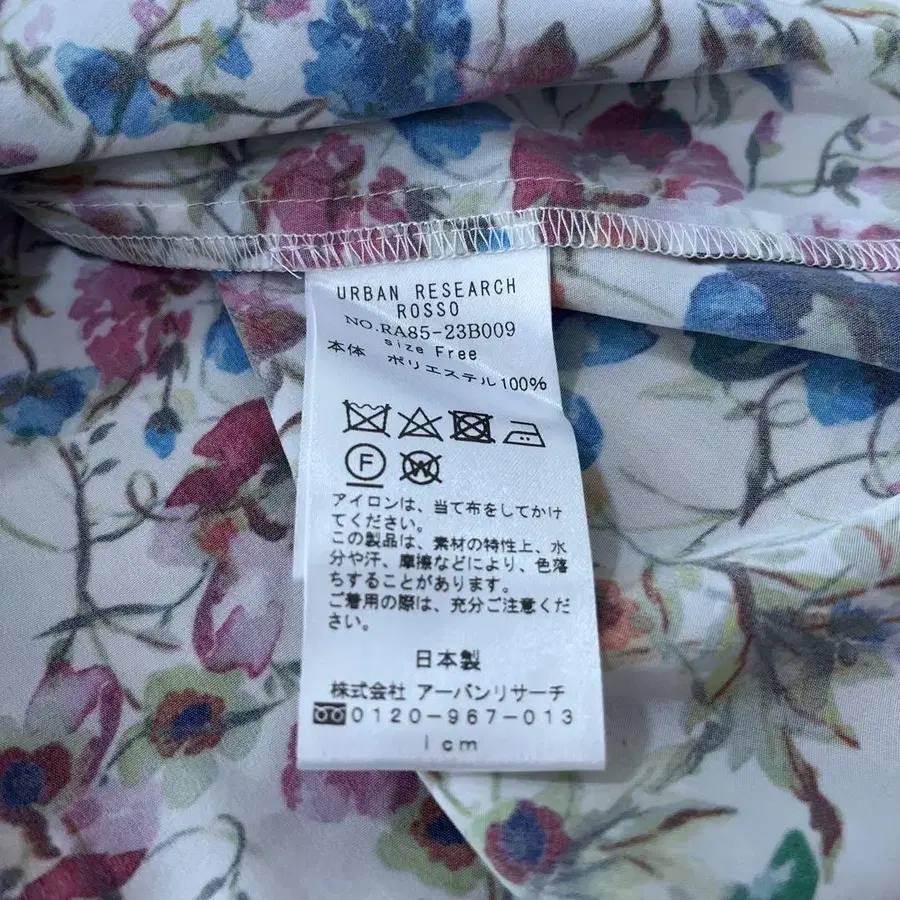 URBAN RESEARCH
ROSSO
NO.RA85-23B009
size Free
本体 ポリエステル100%
F W
アイロンは、当て布をしてかけ
てください。
この製品は、素材の特性上、水
分や汗、摩擦などにより、色落
ちすることがあります。
ご着用の際は、充分ご注意くだ
さい。
日本製
株式会社 アーバンリサーチ
0120-967-013
1cm